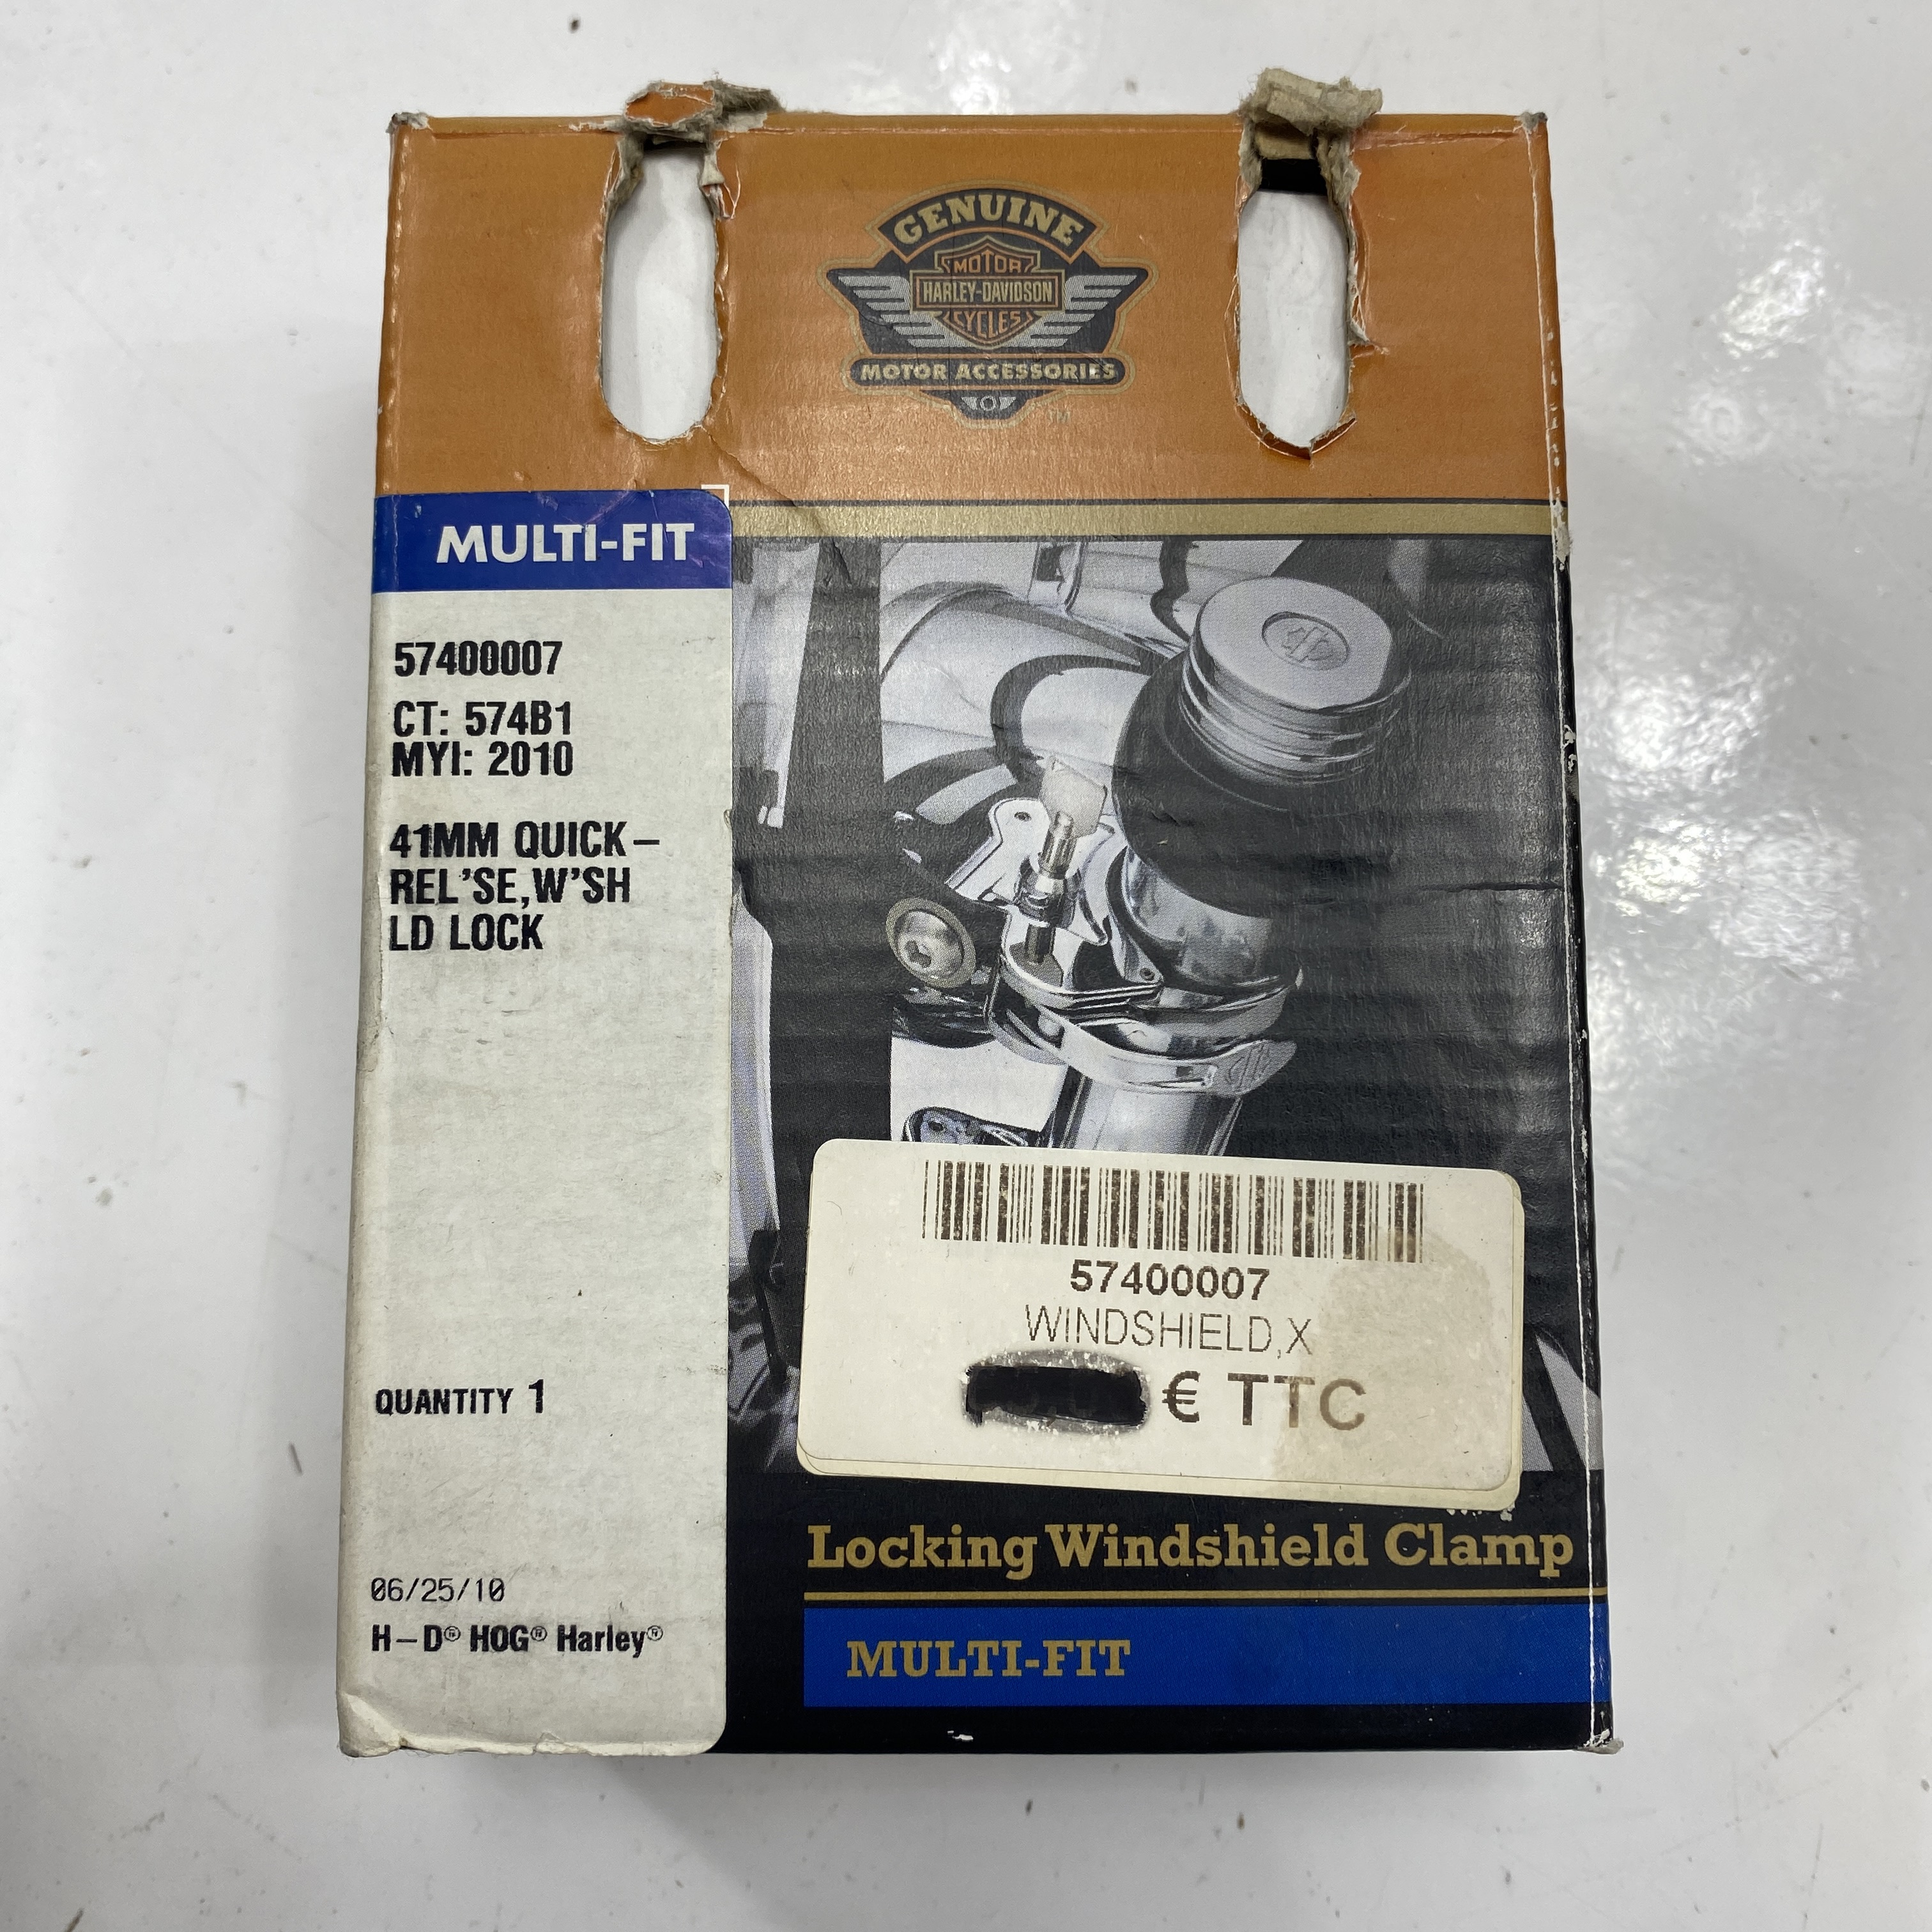 GENUINE
MOTOR
HARLEY-DAVIDSON
CYCLES
MOTOR ACCESSORIES
TM
MULTI-FIT
57400007
CT: 574B1
MYI: 2010
41MM QUICK-
REL'SE,W'SH
LD LOCK
QUANTITY 1
06/25/10
H-D® HOG® Harley®
57400007
WINDSHIELD,X
€ TTC
Locking Windshield Clamp
MULTI-FIT